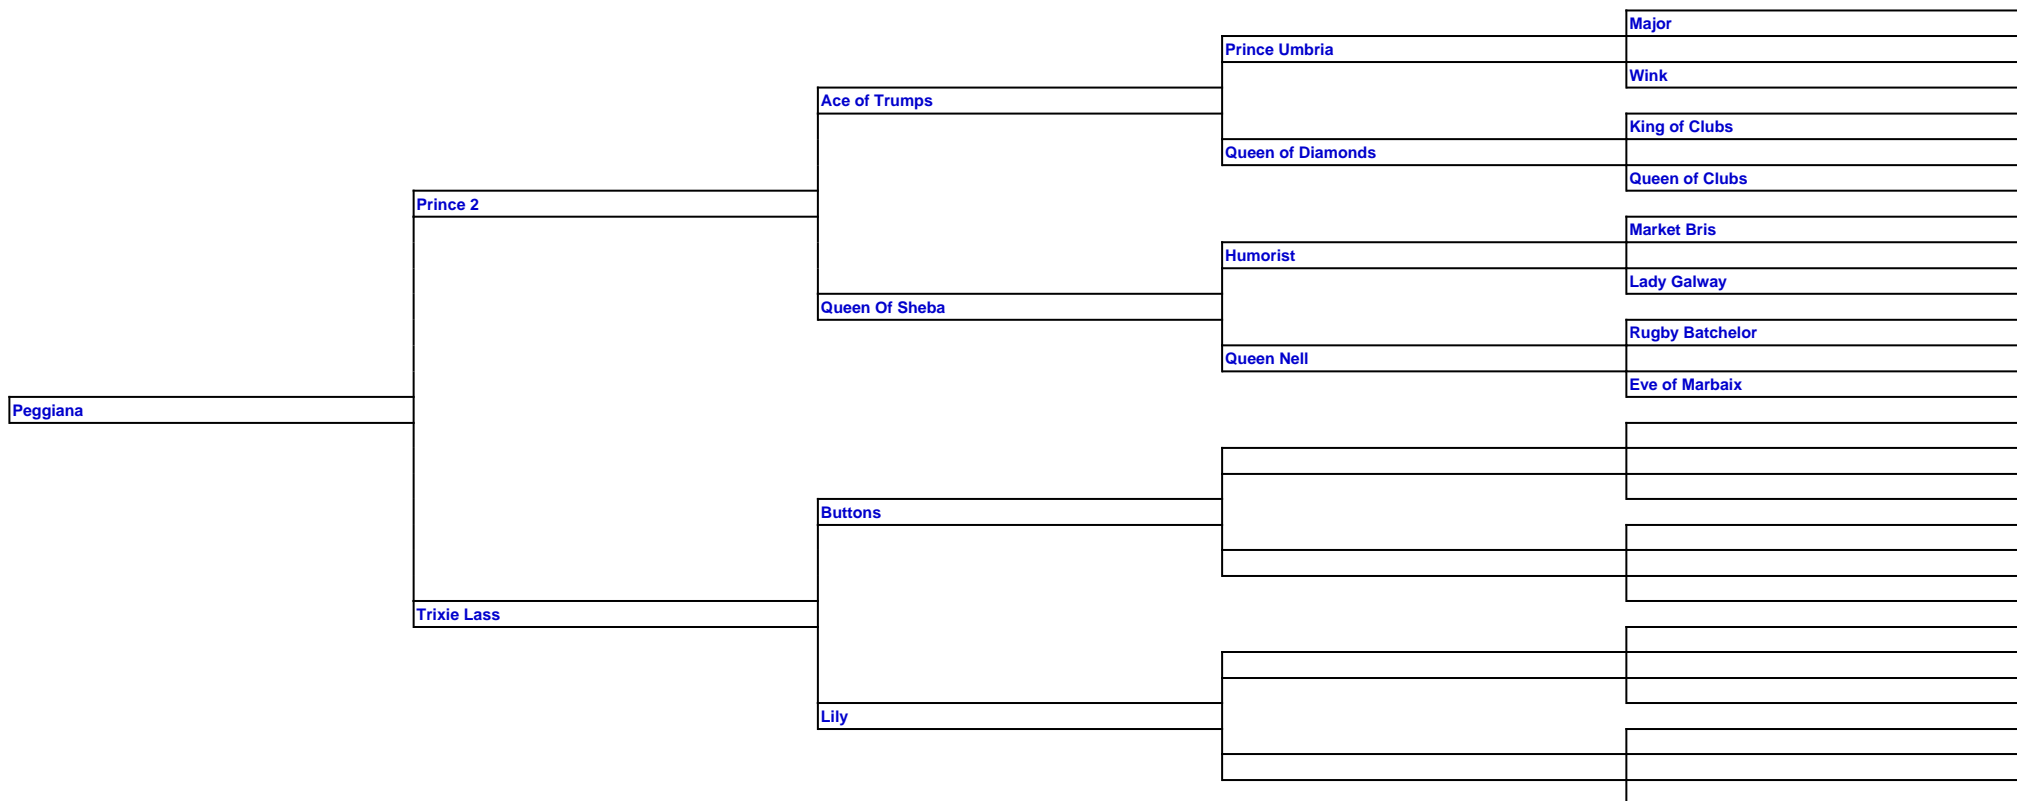 Major
Prince Umbria
Wink
Ace of Trumps
King of Clubs
Queen of Diamonds
Queen of Clubs
Prince 2
Market Bris
Humorist
Lady Galway
Queen Of Sheba
Rugby Batchelor
Queen Nell
Eve of Marbaix
Peggiana
Buttons
Trixie Lass
Lily